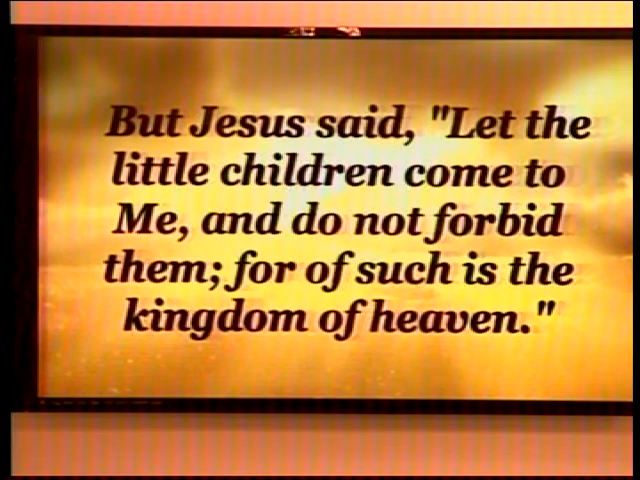 But Jesus said, "Let the
little children come to
Me, and do not forbid
them; for of such is the
kingdom of heaven."